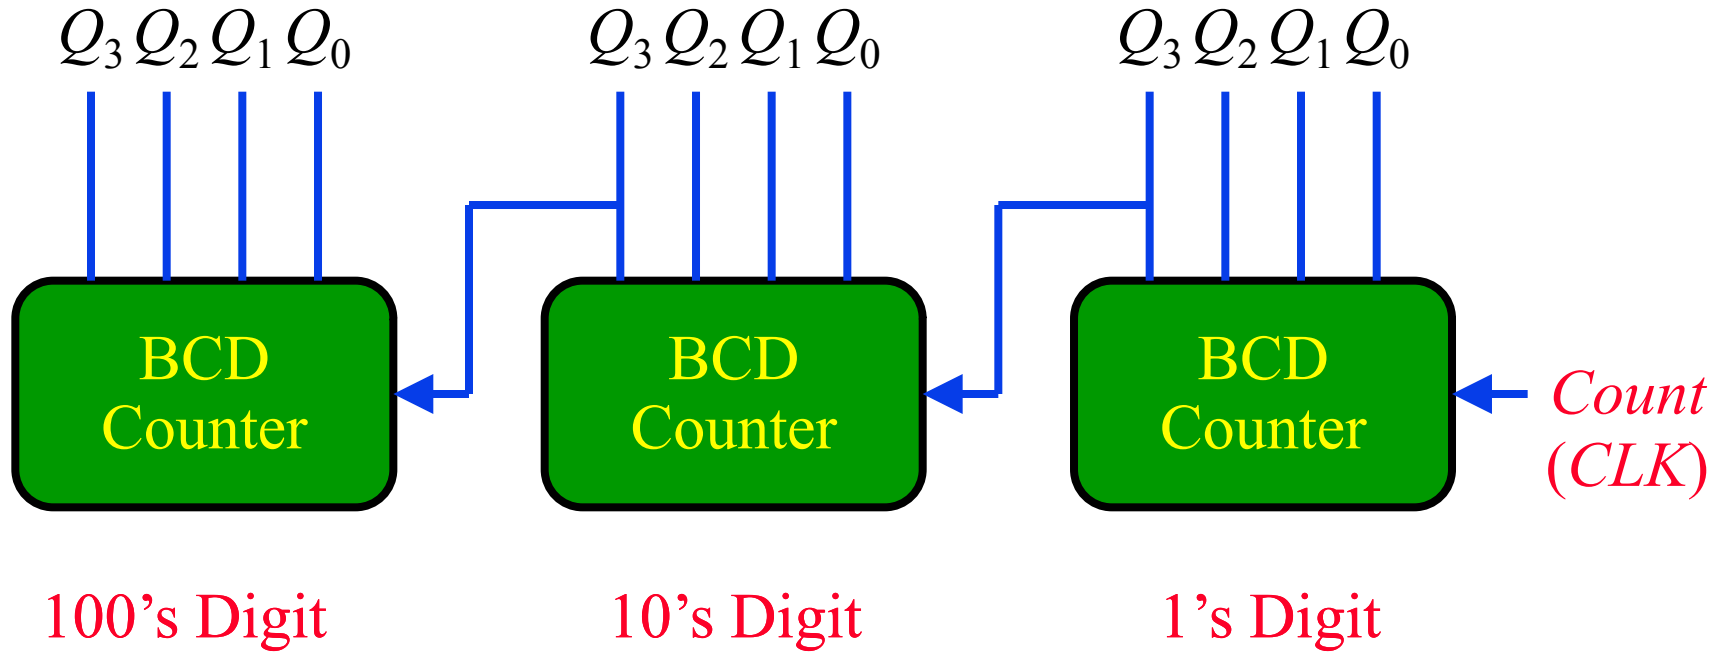 Q3 Q2 Q1 Q0 Q3 Q2 Q1 Q0 Q3 Q2 Q1 Q0
BCD
Counter
BCD
Counter
BCD
Counter
Count
(CLK)
100’s Digit
10’s Digit
1’s Digit